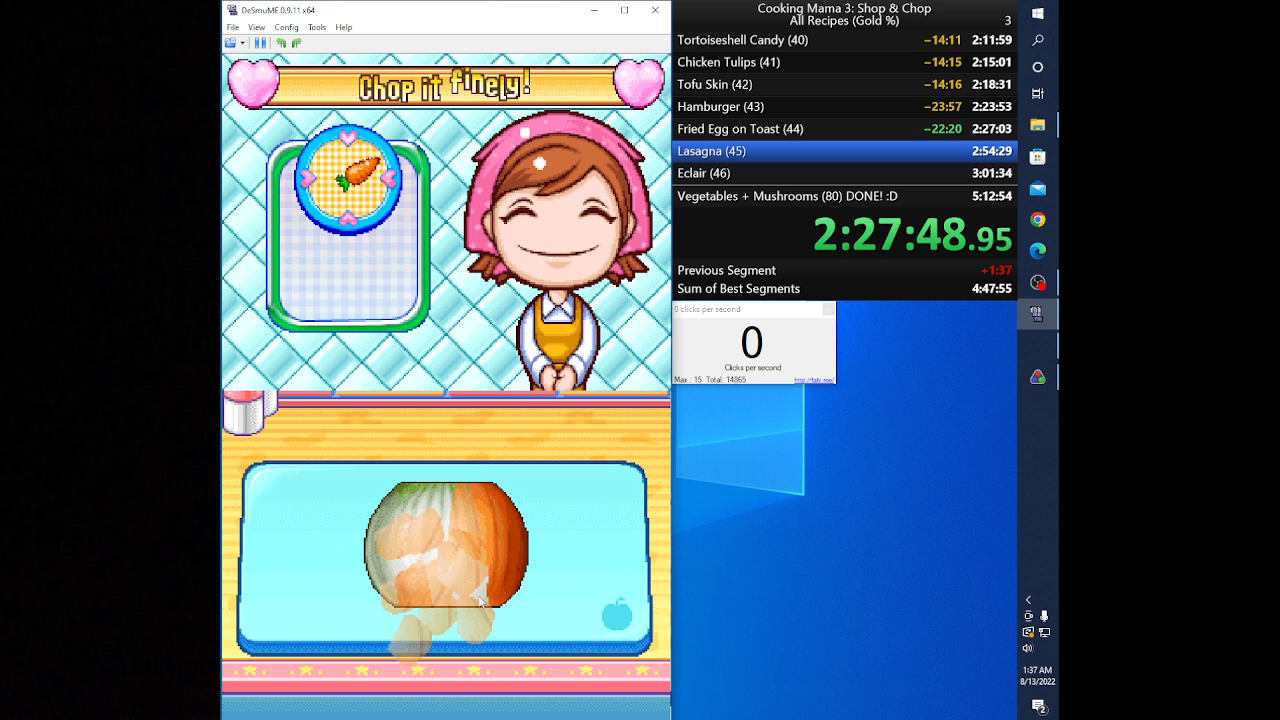 DeSmuME 0.9.11 x64
File View Config Tools Help
Chop it finely!
Cooking Mama 3: Shop & Chop
All Recipes (Gold %) 3
Tortoiseshell Candy (40) −14:11 2:11:59
Chicken Tulips (41) −14:15 2:15:01
Tofu Skin (42) −14:16 2:18:31
Hamburger (43) −23:57 2:23:53
Fried Egg on Toast (44) −22:20 2:27:03
Lasagna (45) 2:54:29
Eclair (46) 3:01:34
Vegetables + Mushrooms (80) DONE! :D 5:12:54
2:27:48.95
Previous Segment +1:37
Sum of Best Segments 4:47:55
0 clicks per second
0
Clicks per second
Max : 15 Total: 14865
1:37 AM
8/13/2022
2